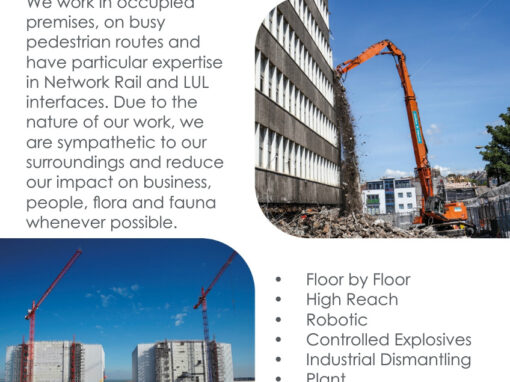 We work in occupied
premises, on busy
pedestrian routes and
have particular expertise
in Network Rail and LUL
interfaces. Due to the
nature of our work, we
are sympathetic to our
surroundings and reduce
our impact on business,
people, flora and fauna
whenever possible.
• Floor by Floor
• High Reach
• Robotic
• Controlled Explosives
• Industrial Dismantling
• Plant